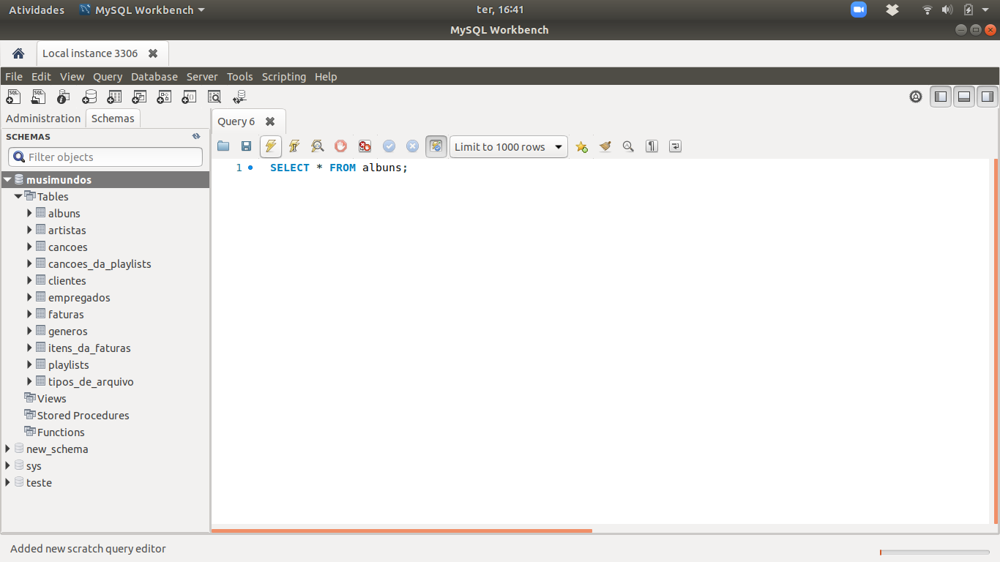 Atividades MySQL Workbench ter, 16:41
MySQL Workbench
Local instance 3306
File Edit View Query Database Server Tools Scripting Help
Administration Schemas
Query 6
SCHEMAS
Filter objects
Limit to 1000 rows
1 SELECT * FROM albuns;
musimundos
Tables
albuns
artistas
cancoes
cancoes_da_playlists
clientes
empregados
faturas
generos
itens_da_faturas
playlists
tipos_de_arquivo
Views
Stored Procedures
Functions
new_schema
sys
teste
Added new scratch query editor